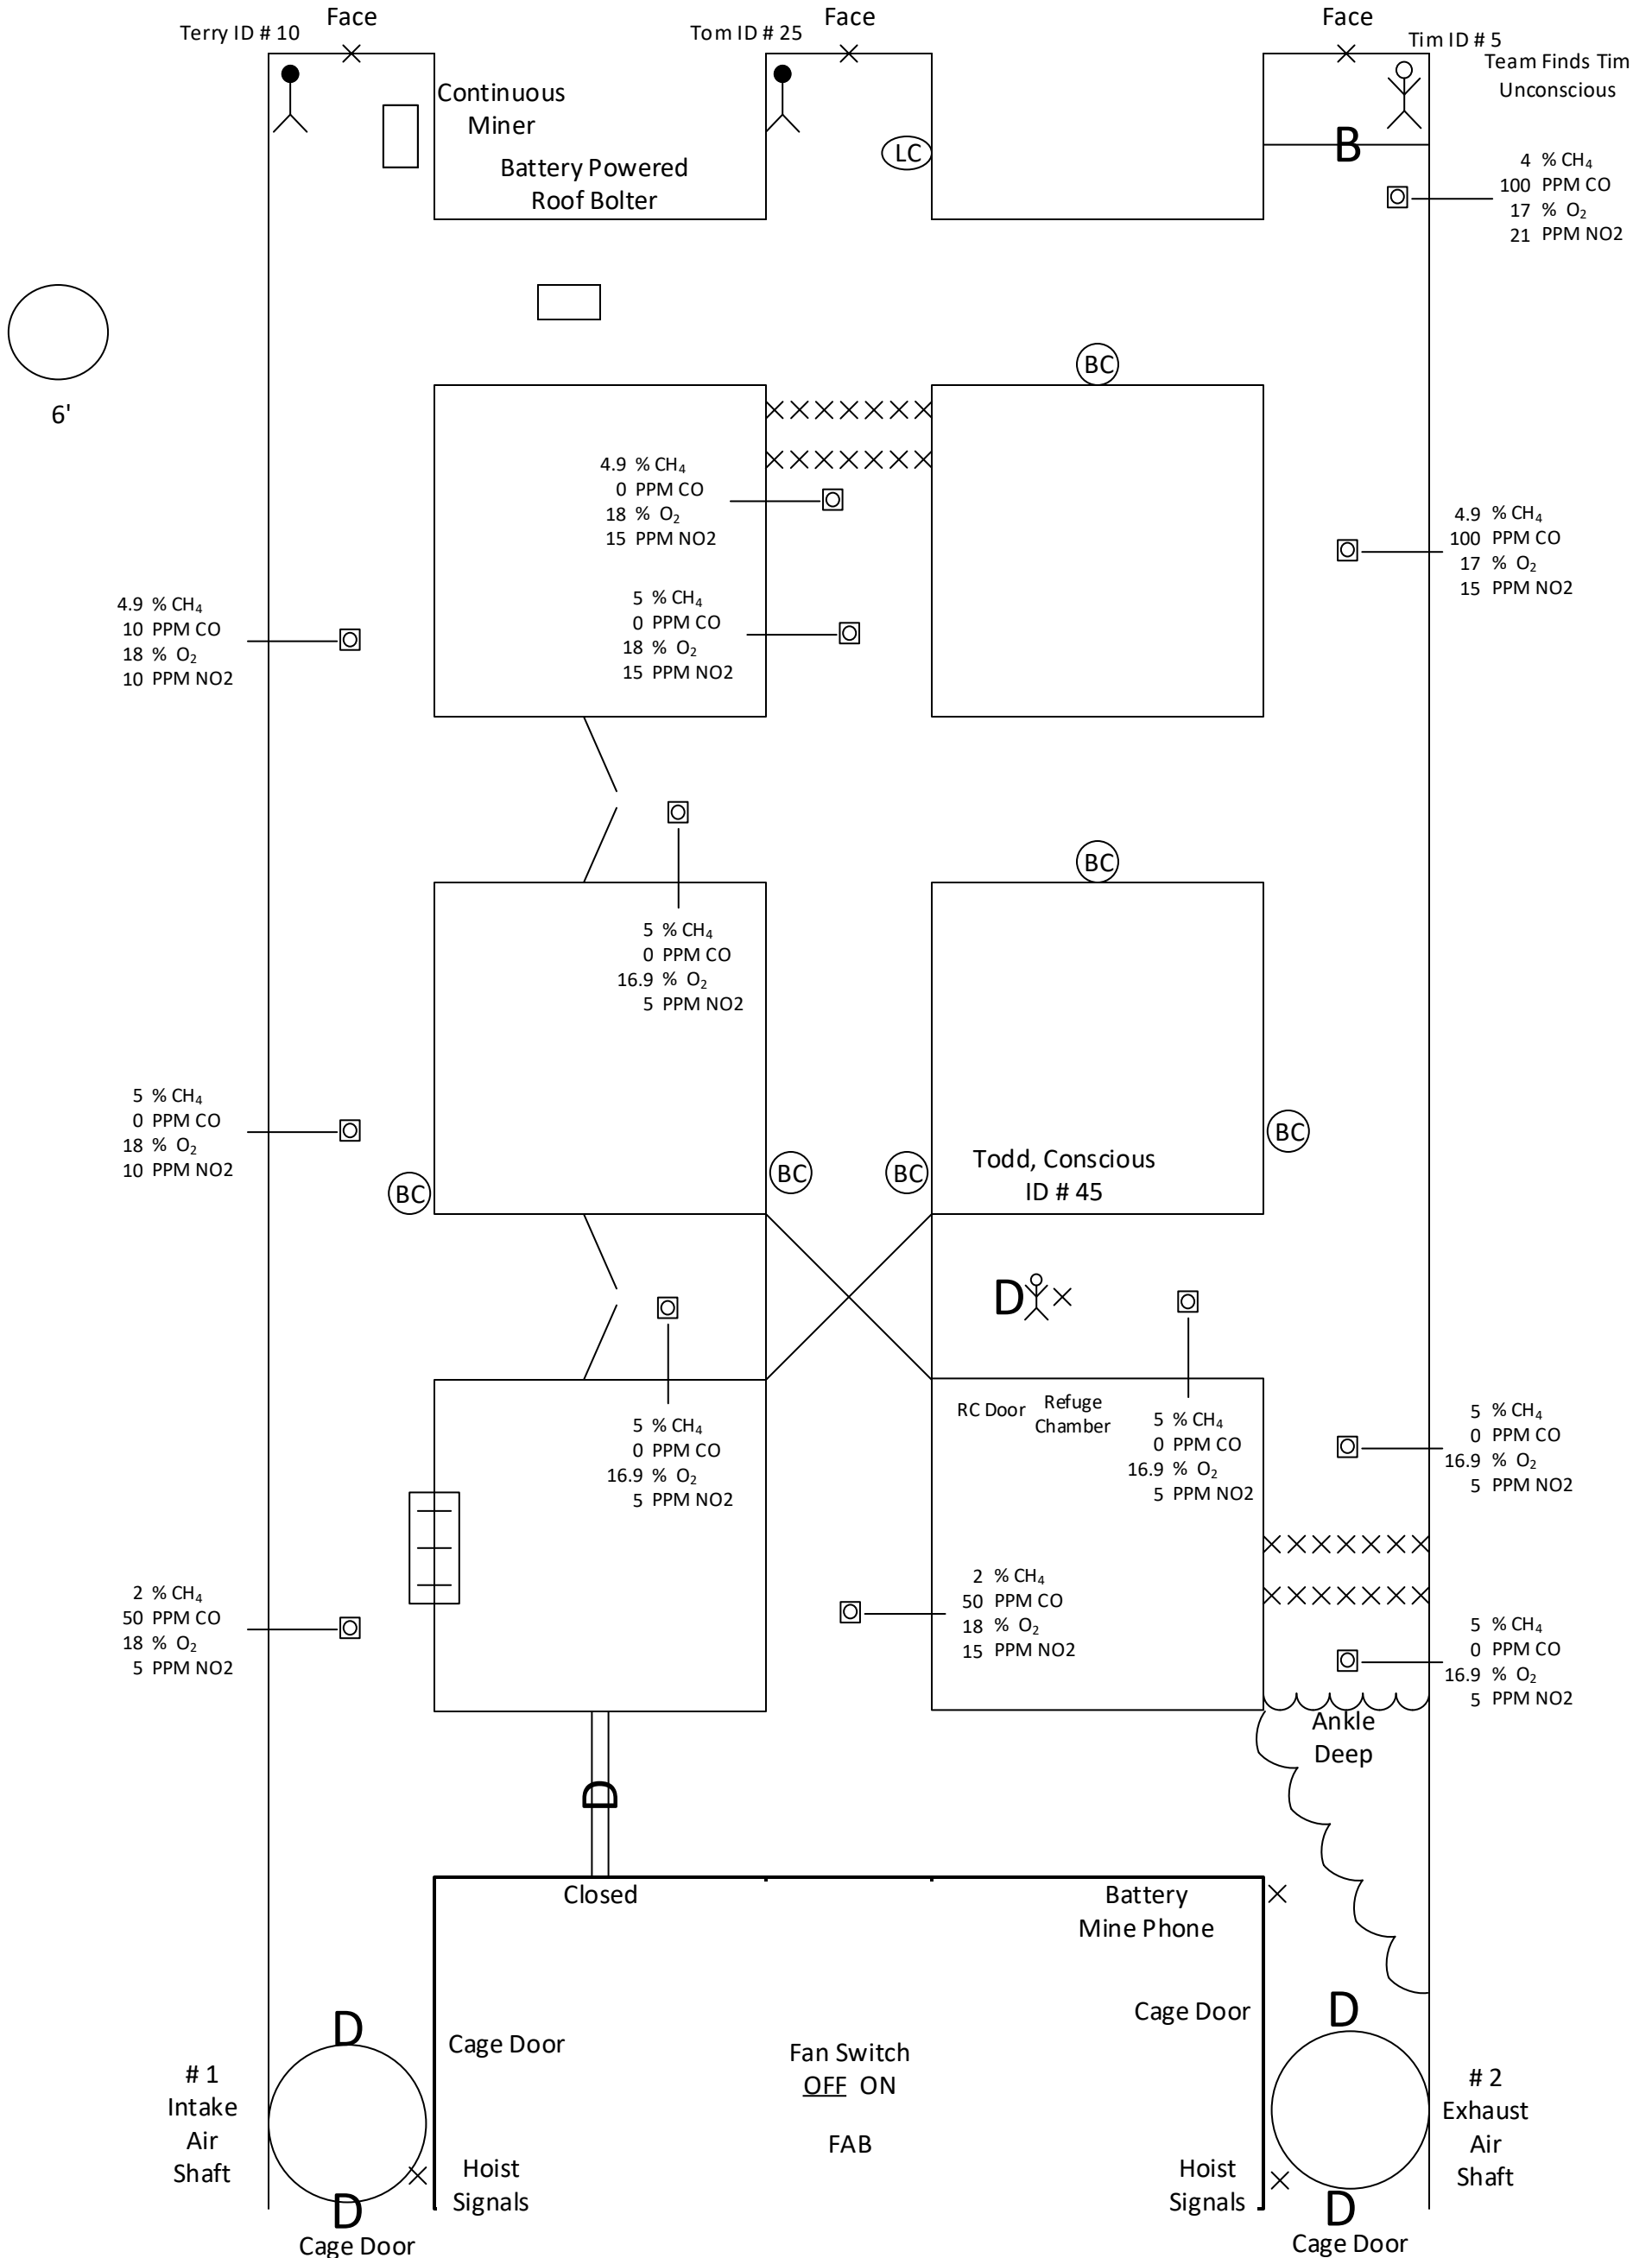 Face
Face
Face
Terry ID # 10
Tom ID # 25
Tim ID # 5
Team Finds Tim
Unconscious
Continuous
Miner
Battery Powered
Roof Bolter
LC
B
4 % CH₄
100 PPM CO
17 % O₂
21 PPM NO2
6'
BC
4.9 % CH₄
0 PPM CO
18 % O₂
15 PPM NO2
4.9 % CH₄
100 PPM CO
17 % O₂
15 PPM NO2
4.9 % CH₄
10 PPM CO
18 % O₂
10 PPM NO2
5 % CH₄
0 PPM CO
18 % O₂
15 PPM NO2
BC
5 % CH₄
0 PPM CO
16.9 % O₂
5 PPM NO2
5 % CH₄
0 PPM CO
18 % O₂
10 PPM NO2
BC
BC
BC
BC
Todd, Conscious
ID # 45
D
RC Door
Refuge
Chamber
5 % CH₄
0 PPM CO
16.9 % O₂
5 PPM NO2
5 % CH₄
0 PPM CO
16.9 % O₂
5 PPM NO2
5 % CH₄
0 PPM CO
16.9 % O₂
5 PPM NO2
2 % CH₄
50 PPM CO
18 % O₂
5 PPM NO2
2 % CH₄
50 PPM CO
18 % O₂
15 PPM NO2
5 % CH₄
0 PPM CO
16.9 % O₂
5 PPM NO2
Ankle
Deep
D
Closed
Battery
Mine Phone
D
Cage Door
Cage Door
D
Fan Switch
OFF ON
FAB
# 1
Intake
Air
Shaft
# 2
Exhaust
Air
Shaft
Hoist
Signals
Hoist
Signals
D
Cage Door
D
Cage Door